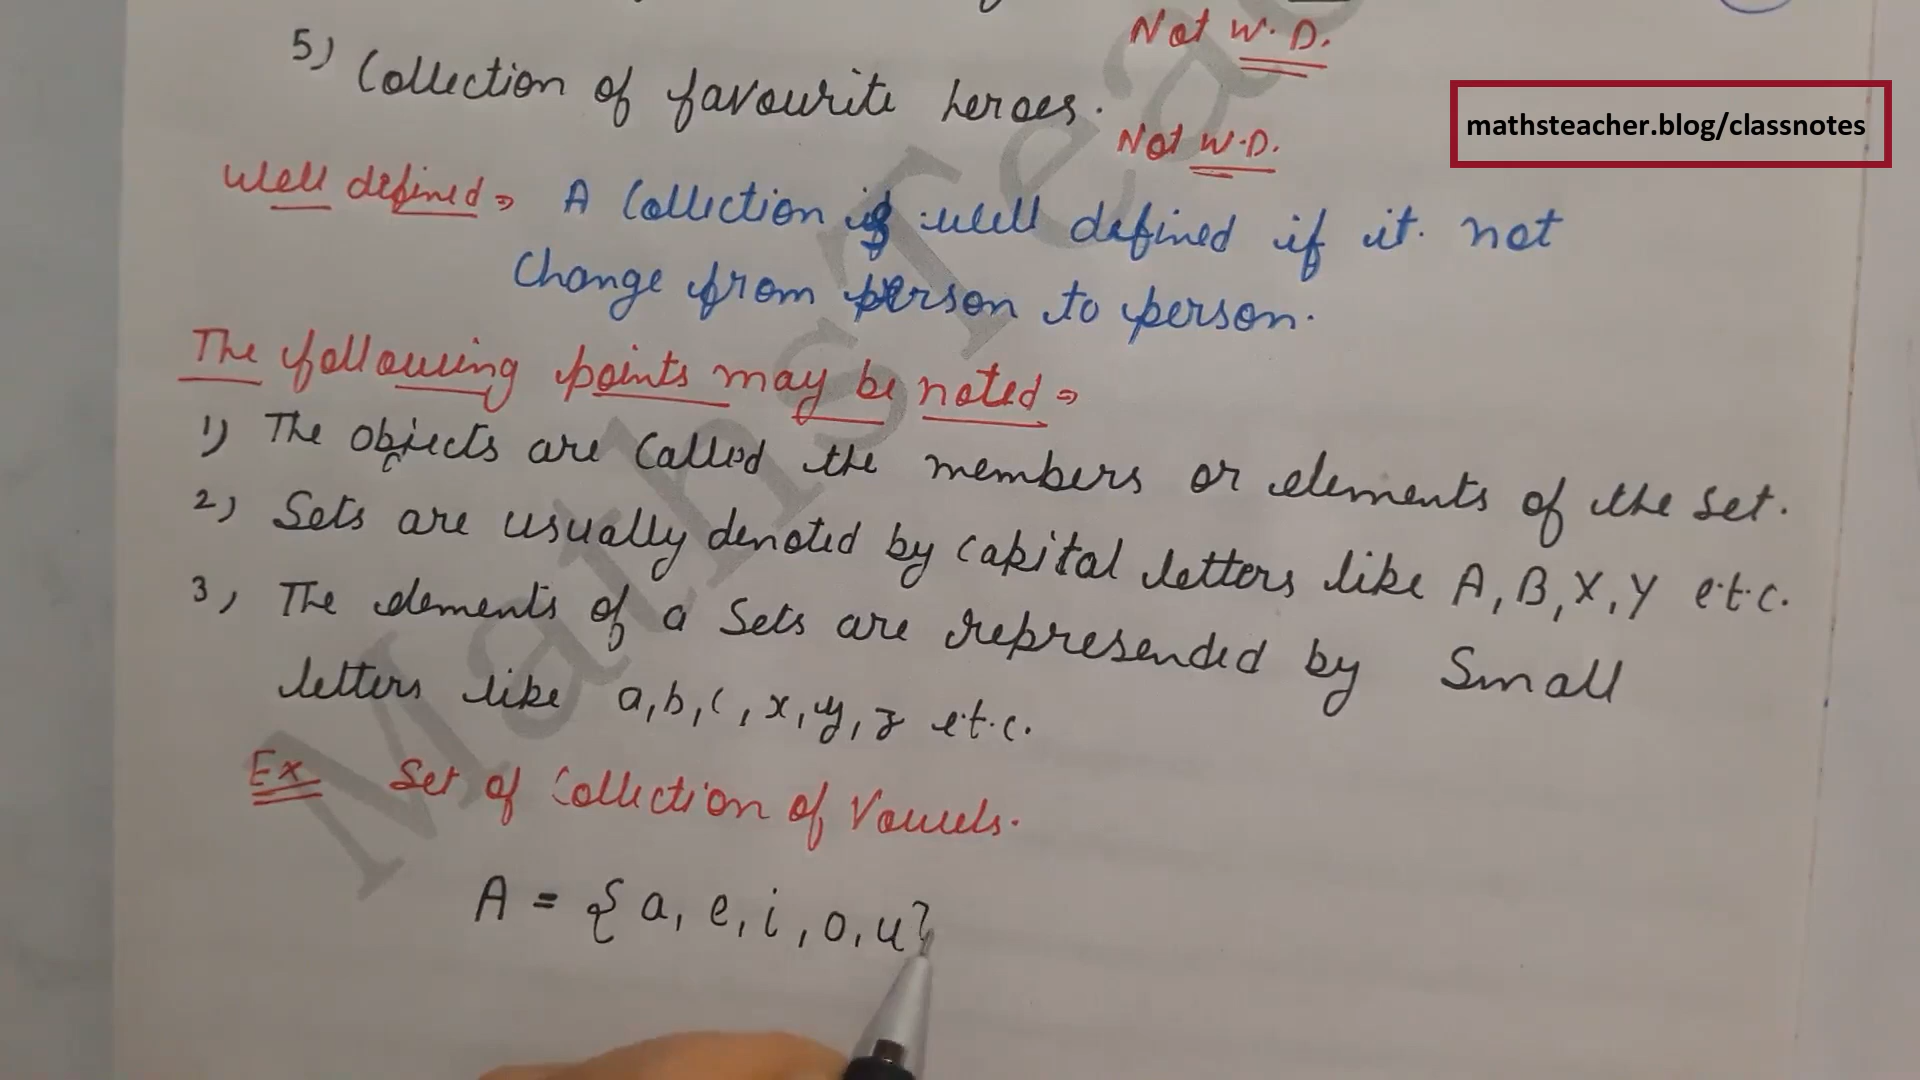 Not W.D.
5) Collection of favourite heroes.
mathsteacher.blog/classnotes
Not W.D.
Well defined ⇒ A Collection is well defined if it not
Change from person to person.
The following points may be noted ⇒
1) The objects are called the members or elements of the set.
2) Sets are usually denoted by capital letters like A, B, X, Y e.t.c.
3, The elements of a Sets are represended by Small
letters like a, b, c, x, y, z e.t.c.
Ex Set of Collection of Vowels.
A = { a, e, i, o, u}
MathsTeac